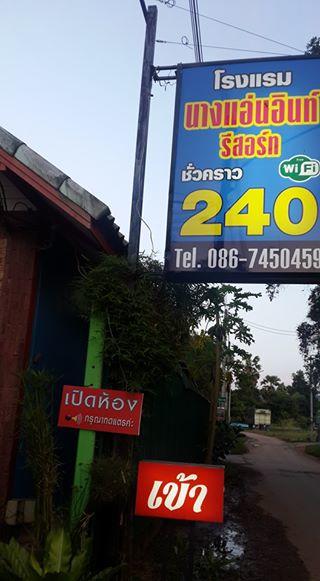 โรงแรม
นางแอ่นอินท์
รีสอร์ท
ชั่วคราว
free
WiFi
240
Tel. 086-7450459
เปิดห้อง
กรุณากดแตรค่ะ
เข้า